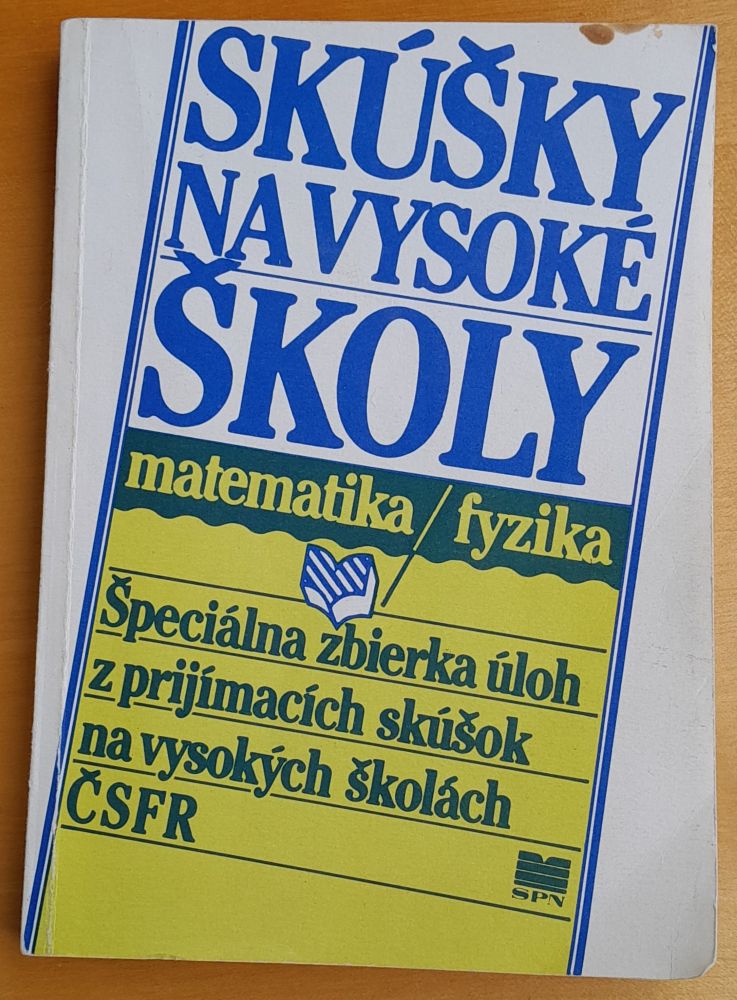 SKÚŠKY
NA VYSOKÉ
ŠKOLY
matematika / fyzika
Špeciálna zbierka úloh
z prijímacích skúšok
na vysokých školách
ČSFR
SPN